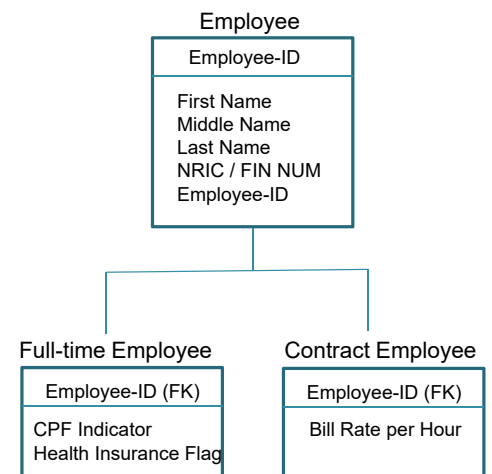 Employee
Employee-ID
First Name
Middle Name
Last Name
NRIC / FIN NUM
Employee-ID
Full-time Employee
Employee-ID (FK)
CPF Indicator
Health Insurance Flag
Contract Employee
Employee-ID (FK)
Bill Rate per Hour